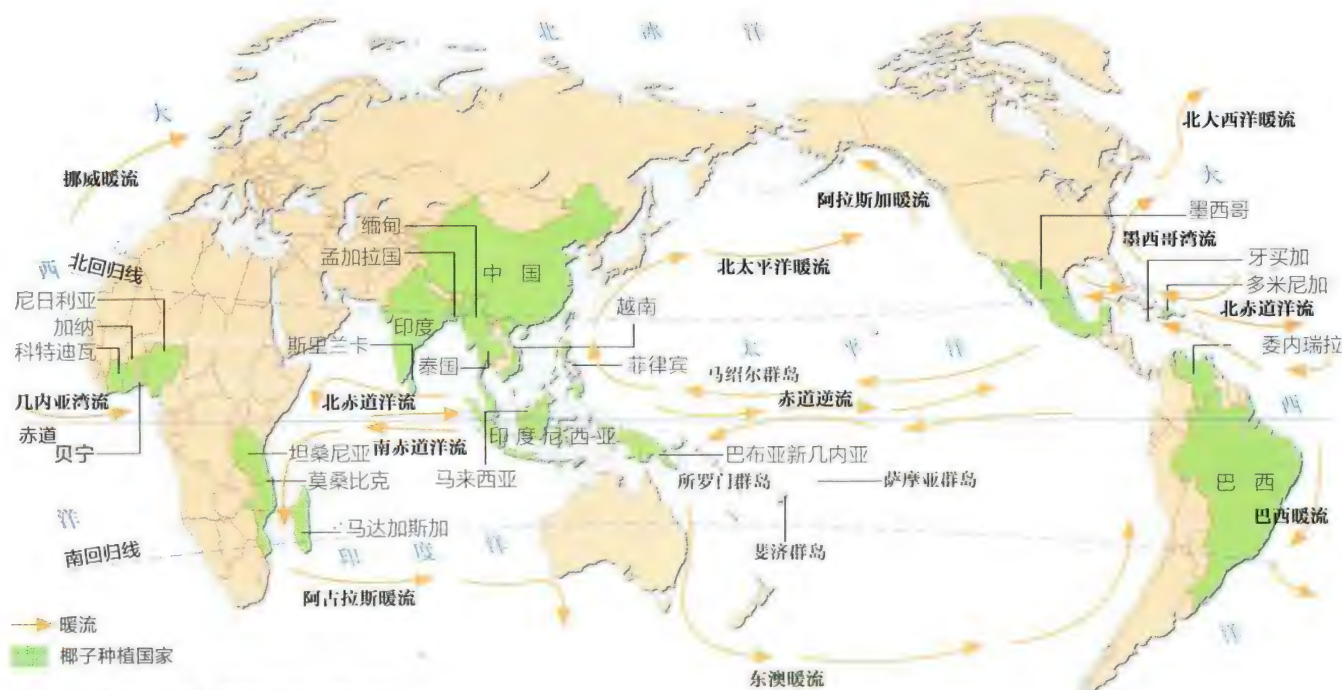 北 冰 洋
大
北大西洋暖流
挪威暖流
大
阿拉斯加暖流
墨西哥
缅甸
墨西哥湾流
孟加拉国
中 国
北太平洋暖流
牙买加
西
北回归线
多米尼加
尼日利亚
越南
北赤道洋流
加纳
印度
斯里兰卡
太 平 洋
委内瑞拉
科特迪瓦
泰国
菲律宾
马绍尔群岛
几内亚湾流
北赤道洋流
赤道逆流
西
赤道
印度尼西亚
贝宁
坦桑尼亚
南赤道洋流
巴布亚新几内亚
莫桑比克
马来西亚
所罗门群岛
萨摩亚群岛
巴 西
洋
马达加斯加
巴西暖流
南回归线
印 度 洋
斐济群岛
阿古拉斯暖流
暖流
洋
椰子种植国家
东澳暖流